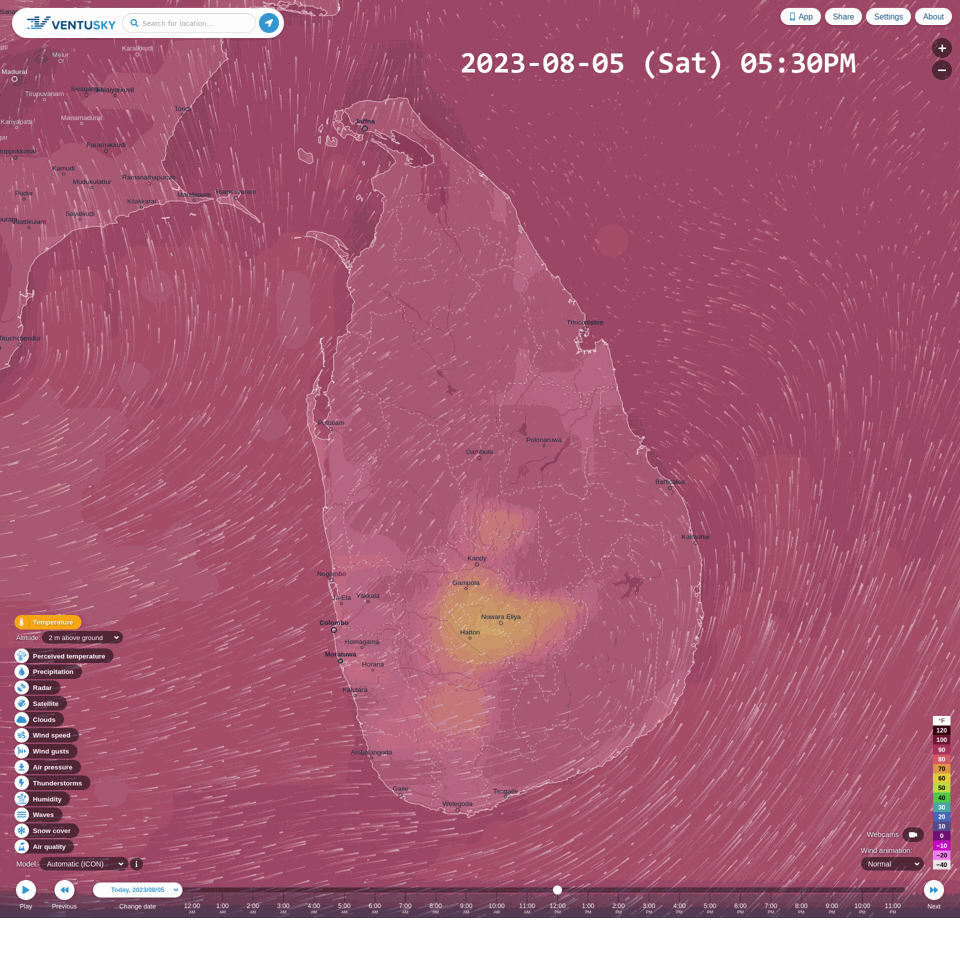 VENTUSKY
Search for location...
App
Share
Settings
About
2023-08-05 (Sat) 05:30PM
Karaikkudi
Melur
Madurai
Tirupuvanam
Tondi
Manamadurai
Paramakkudi
Kamudi
Mudukulattur
Ramanathapuram
Pudur
Kilakkarai
Mandapam
Rameswaram
Sayalkudi
Jaffna
Trincomalee
Puttalam
Polonnaruwa
Dambulla
Batticaloa
Kalmunai
Kandy
Negombo
Gampola
Ja-Ela
Yakkala
Nuwara Eliya
Colombo
Hatton
Homagama
Moratuwa
Horana
Kalutara
Ambalangoda
Galle
Tangalle
Weligama
Temperature
Altitude: 2 m above ground
Perceived temperature
Precipitation
Radar
Satellite
Clouds
Wind speed
Wind gusts
Air pressure
Thunderstorms
Humidity
Waves
Snow cover
Air quality
Model: Automatic (ICON)
i
°F
120
100
90
80
70
60
50
40
30
20
10
0
−10
−20
−40
Webcams
Wind animation:
Normal
Play
Previous
Today, 2023/08/05
Change date
12:00 AM
1:00 AM
2:00 AM
3:00 AM
4:00 AM
5:00 AM
6:00 AM
7:00 AM
8:00 AM
9:00 AM
10:00 AM
11:00 AM
12:00 PM
1:00 PM
2:00 PM
3:00 PM
4:00 PM
5:00 PM
6:00 PM
7:00 PM
8:00 PM
9:00 PM
10:00 PM
11:00 PM
Next